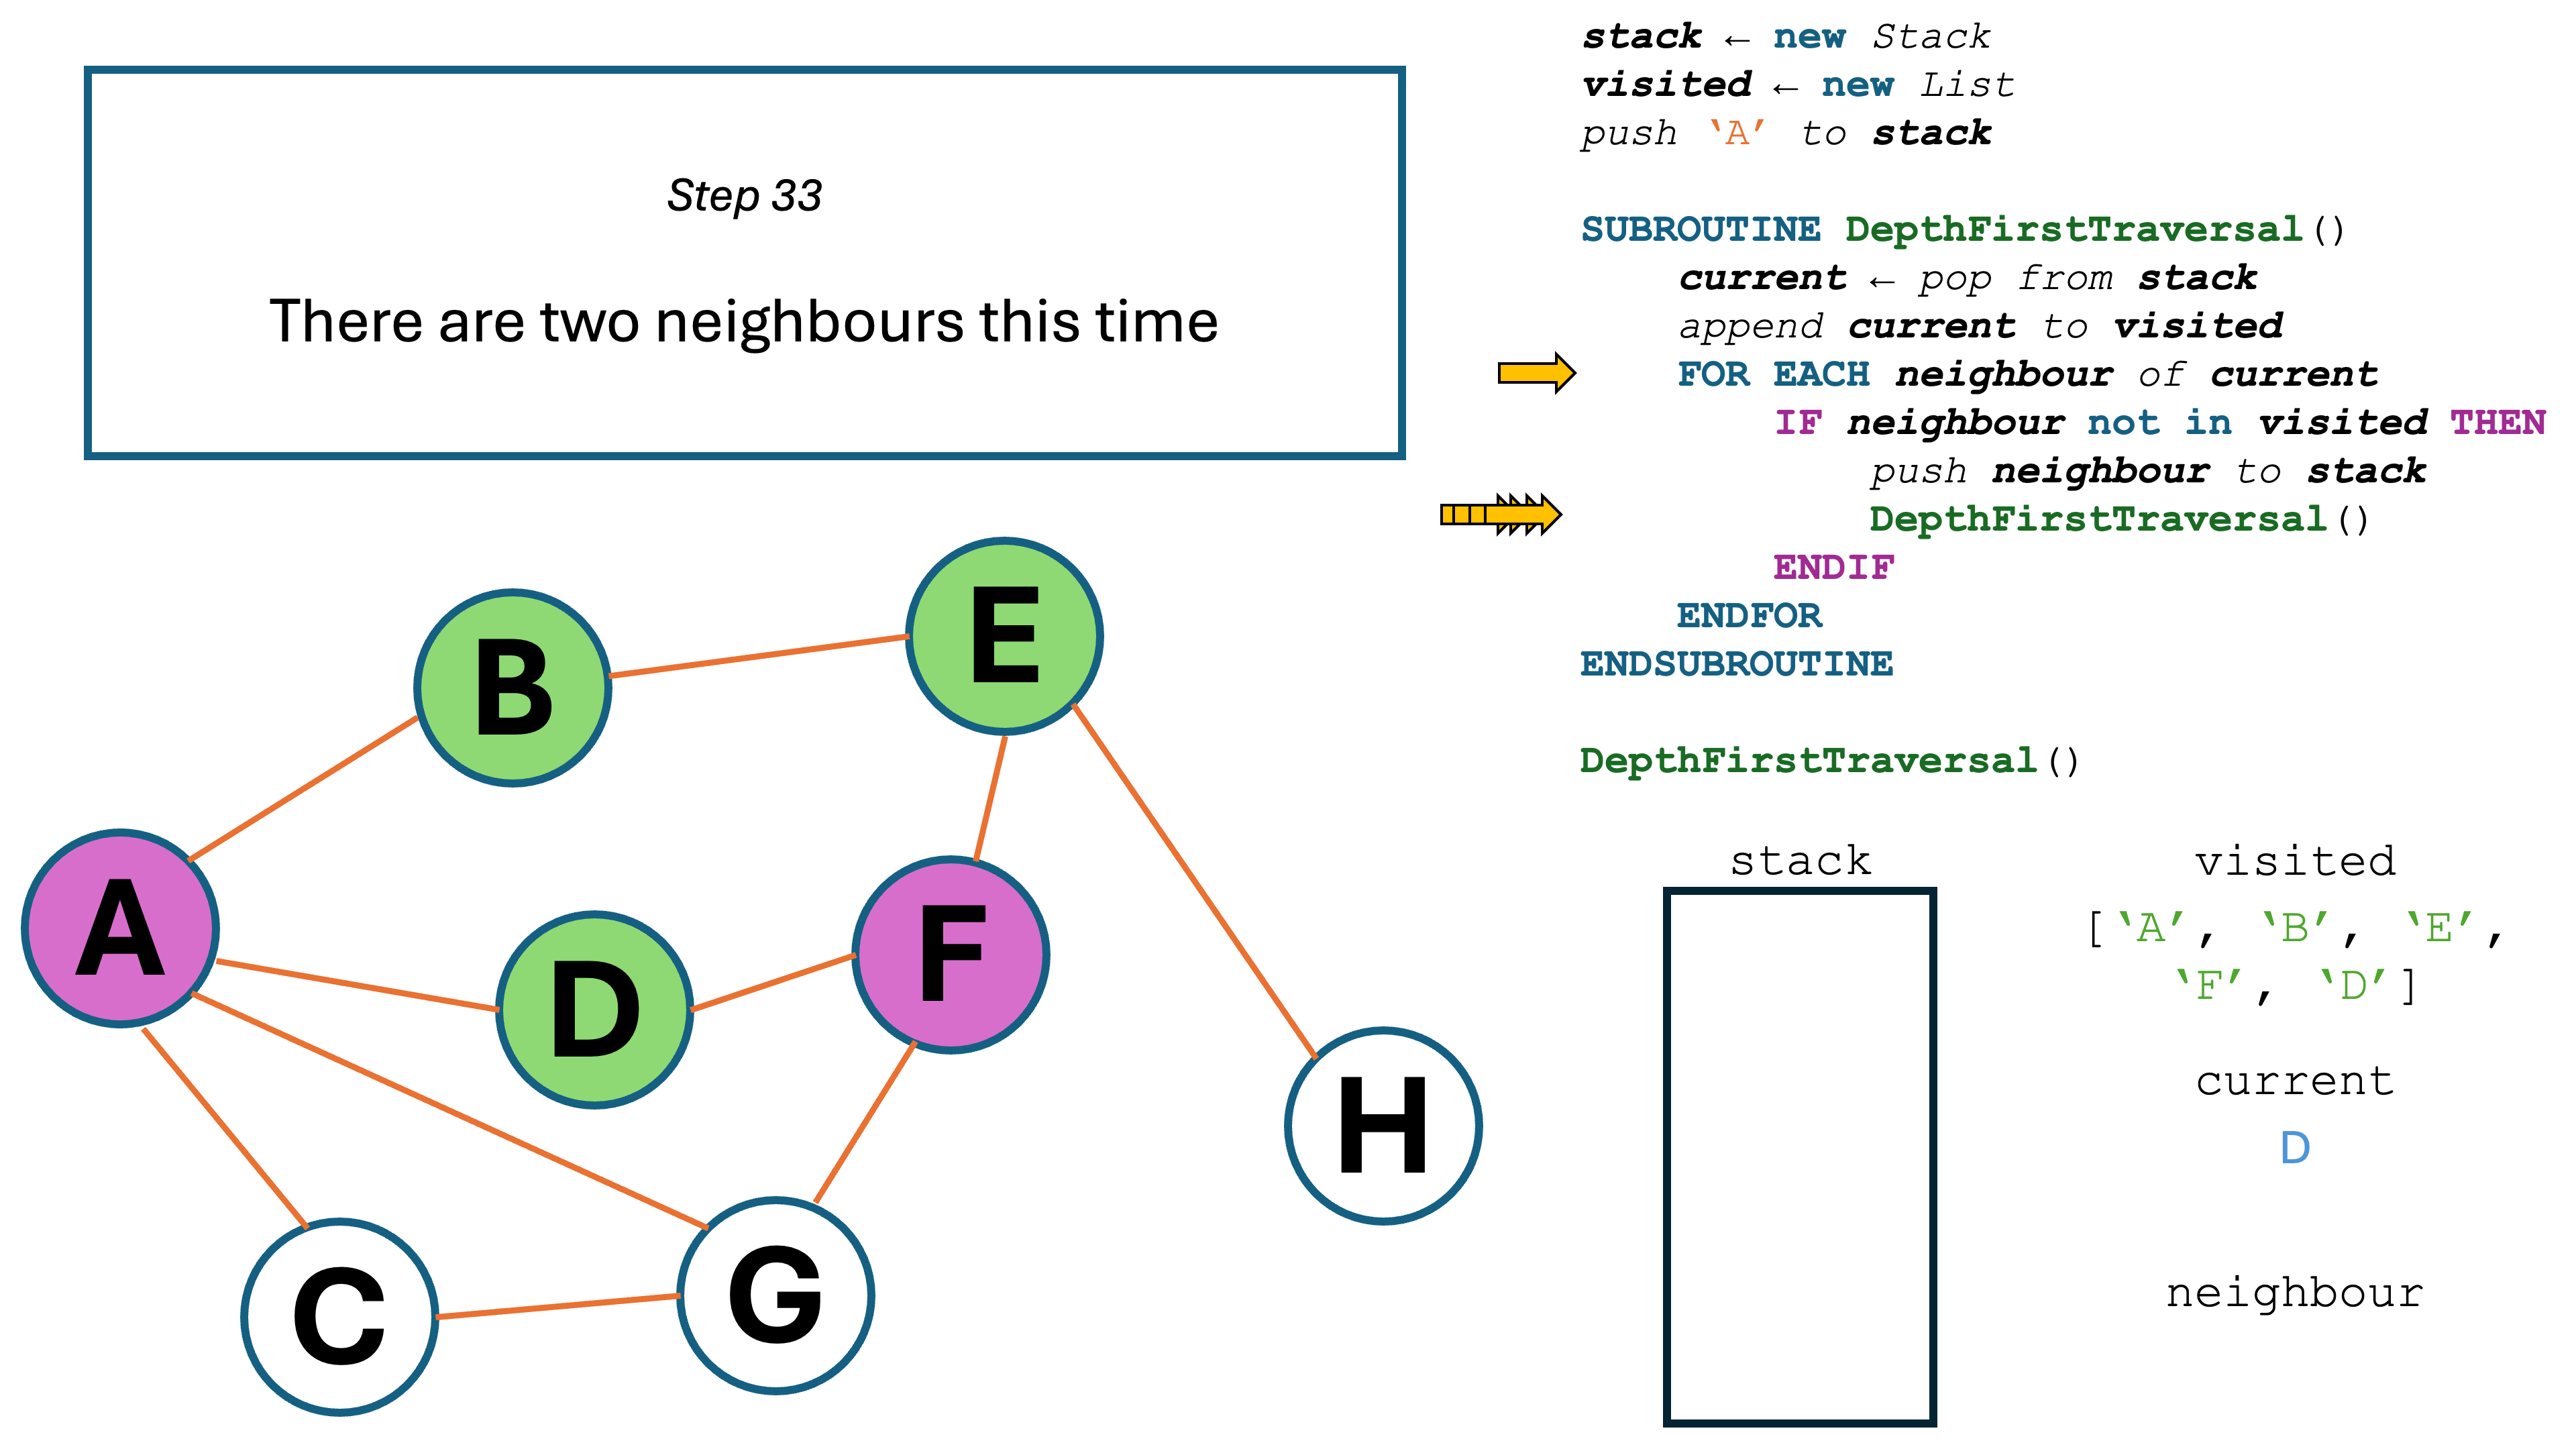 Step 33
There are two neighbours this time
stack ← new Stack
visited ← new List
push ‘A’ to stack
SUBROUTINE DepthFirstTraversal()
current ← pop from stack
append current to visited
FOR EACH neighbour of current
IF neighbour not in visited THEN
push neighbour to stack
DepthFirstTraversal()
ENDIF
ENDFOR
ENDSUBROUTINE
DepthFirstTraversal()
B
E
A
D
F
H
C
G
stack
visited
[‘A’, ‘B’, ‘E’,
‘F’, ‘D’]
current
D
neighbour